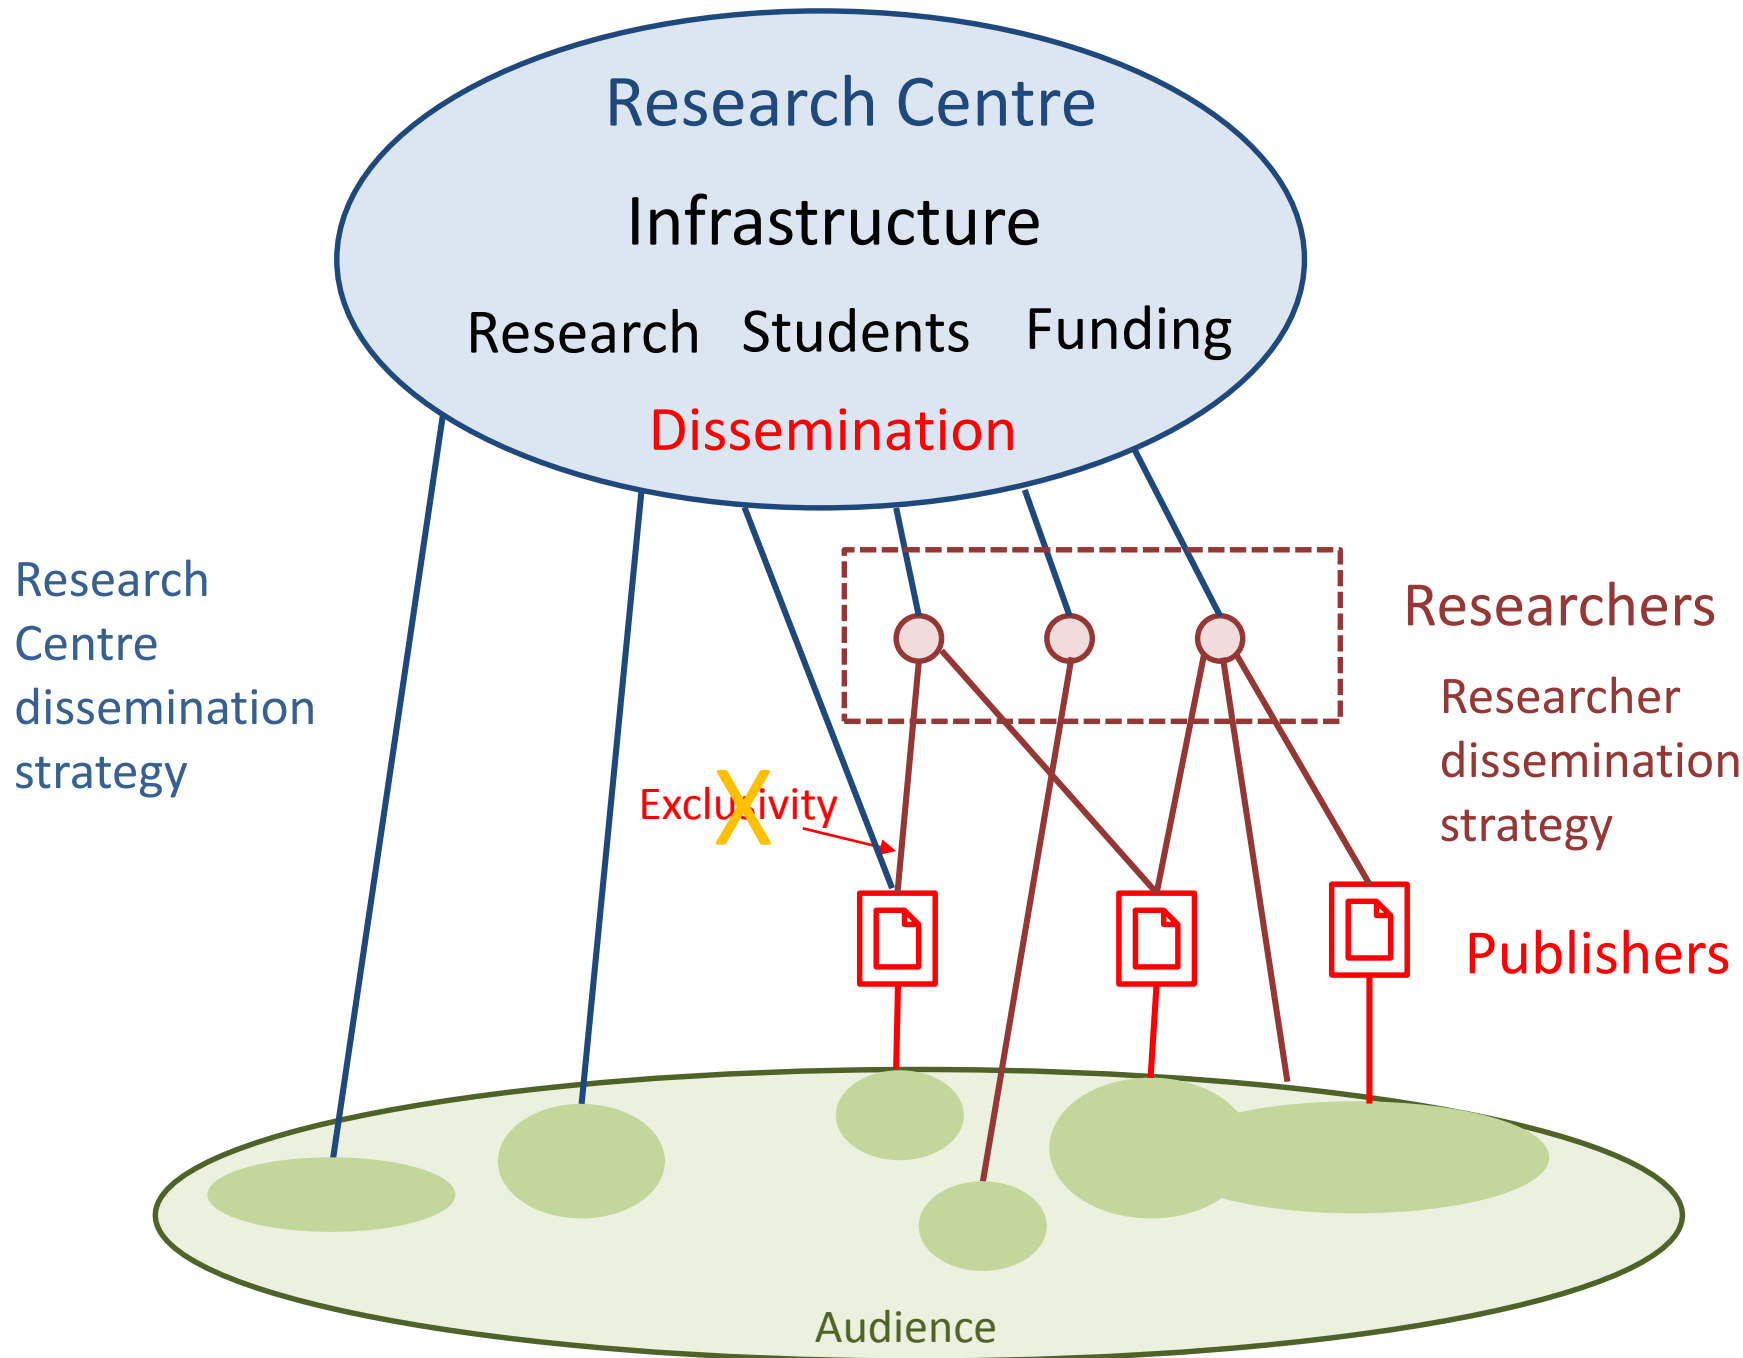 Research Centre
Infrastructure
Research Students Funding
Dissemination
Research
Centre
dissemination
strategy
Researchers
Researcher
dissemination
strategy
Exclusivity
X
Publishers
Audience